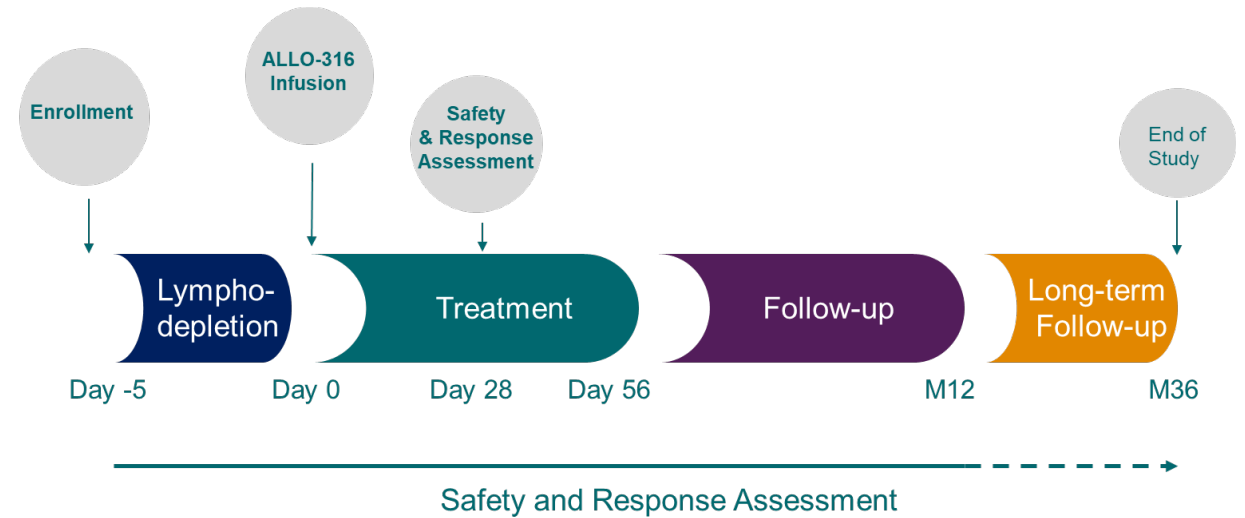 Enrollment
ALLO-316
Infusion
Safety
& Response
Assessment
End of
Study
Lympho-
depletion
Treatment
Follow-up
Long-term
Follow-up
Day -5
Day 0
Day 28
Day 56
M12
M36
Safety and Response Assessment